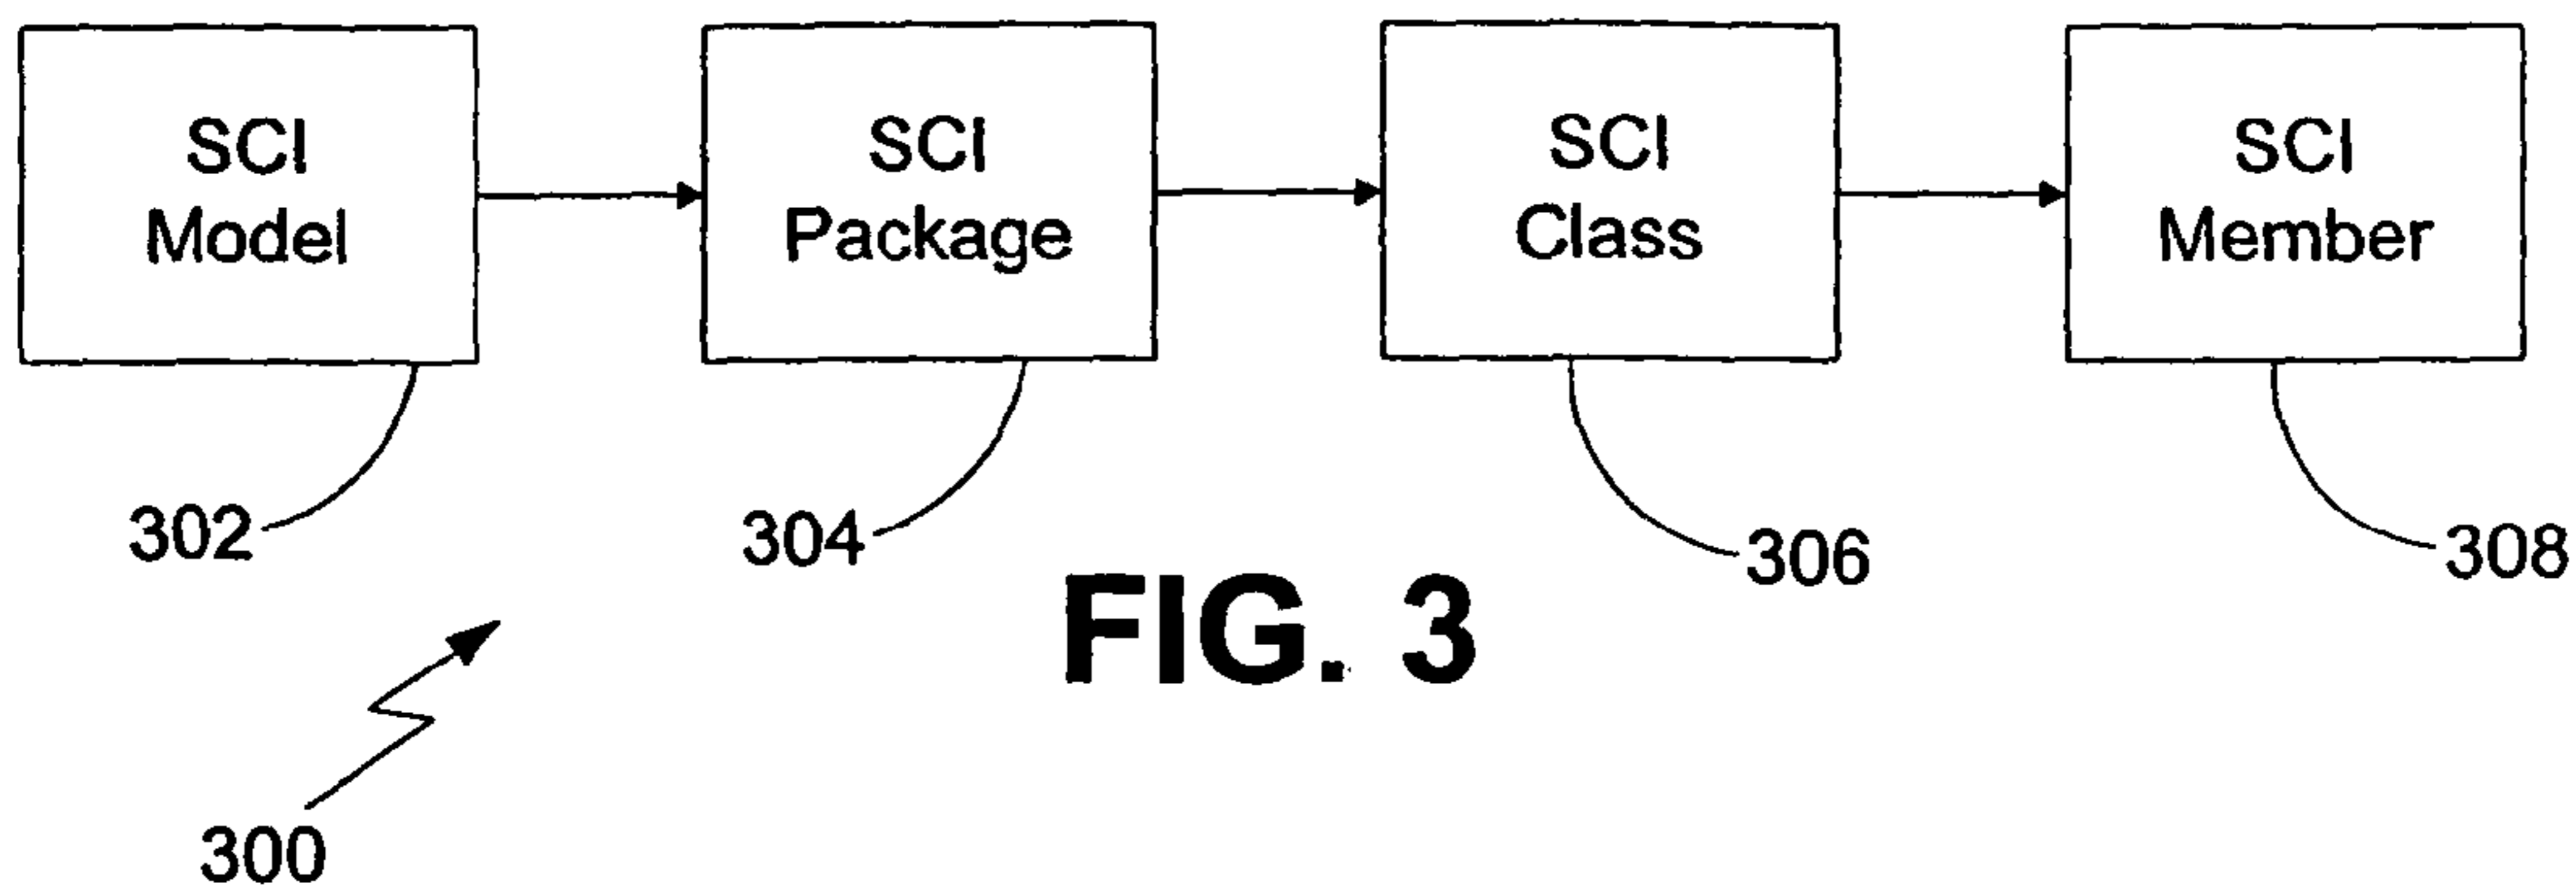 SCI
Model
SCI
Package
SCI
Class
SCI
Member
302
304
306
308
FIG. 3
300